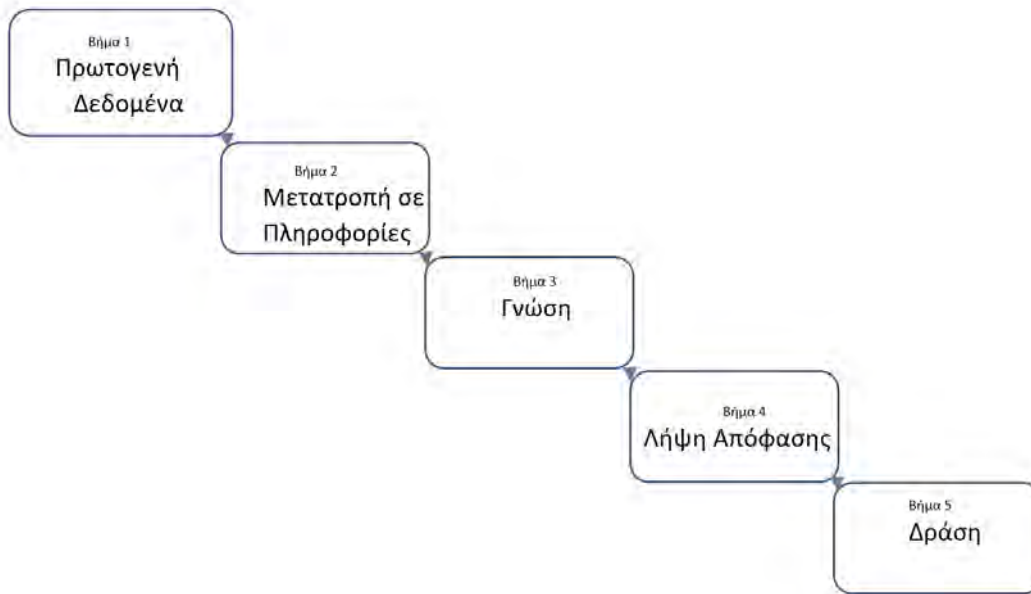 Βήμα 1
Πρωτογενή
Δεδομένα
Βήμα 2
Μετατροπή σε
Πληροφορίες
Βήμα 3
Γνώση
Βήμα 4
Λήψη Απόφασης
Βήμα 5
Δράση